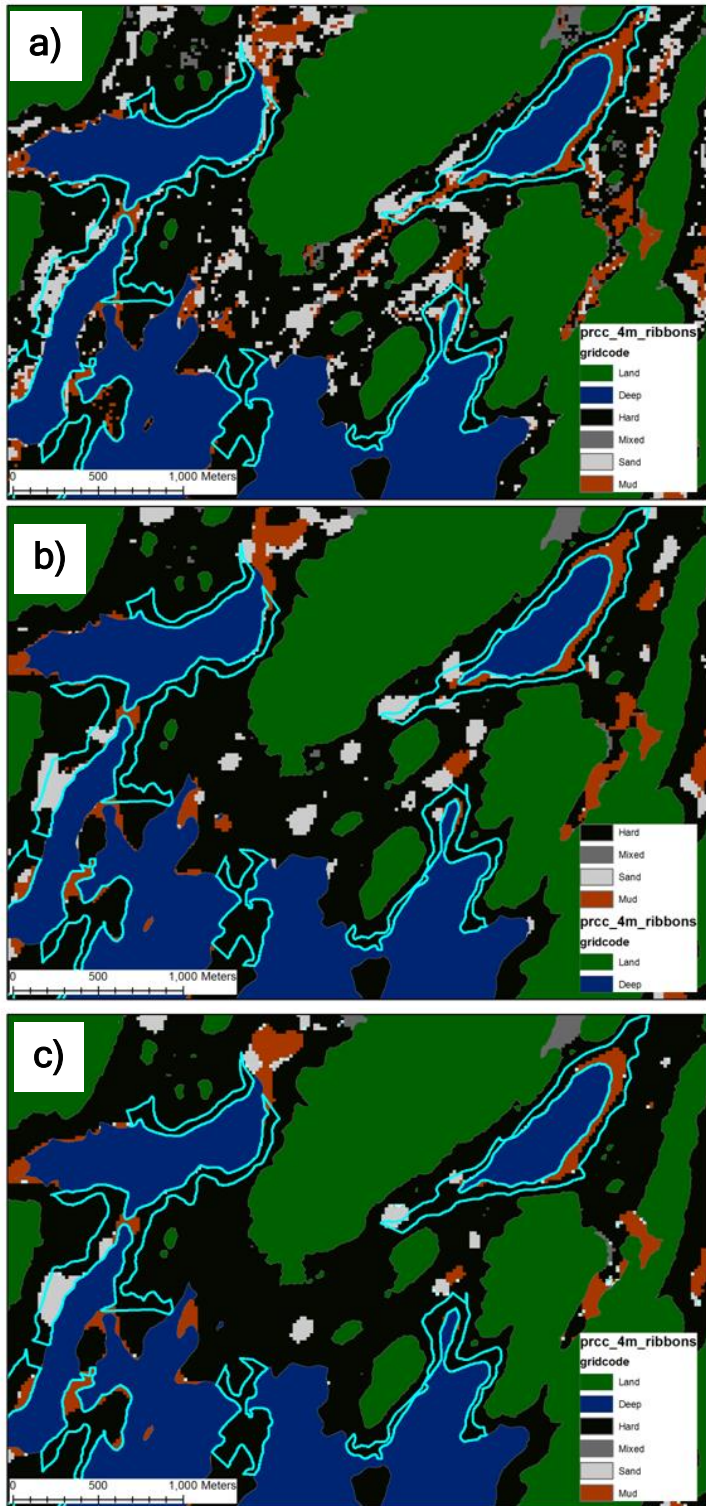 a)
prcc_4m_ribbons
gridcode
Land
Deep
Hard
Mixed
Sand
Mud
0 500 1,000 Meters
b)
Hard
Mixed
Sand
Mud
prcc_4m_ribbons
gridcode
Land
Deep
0 500 1,000 Meters
c)
prcc_4m_ribbons
gridcode
Land
Deep
Hard
Mixed
Sand
Mud
0 500 1,000 Meters